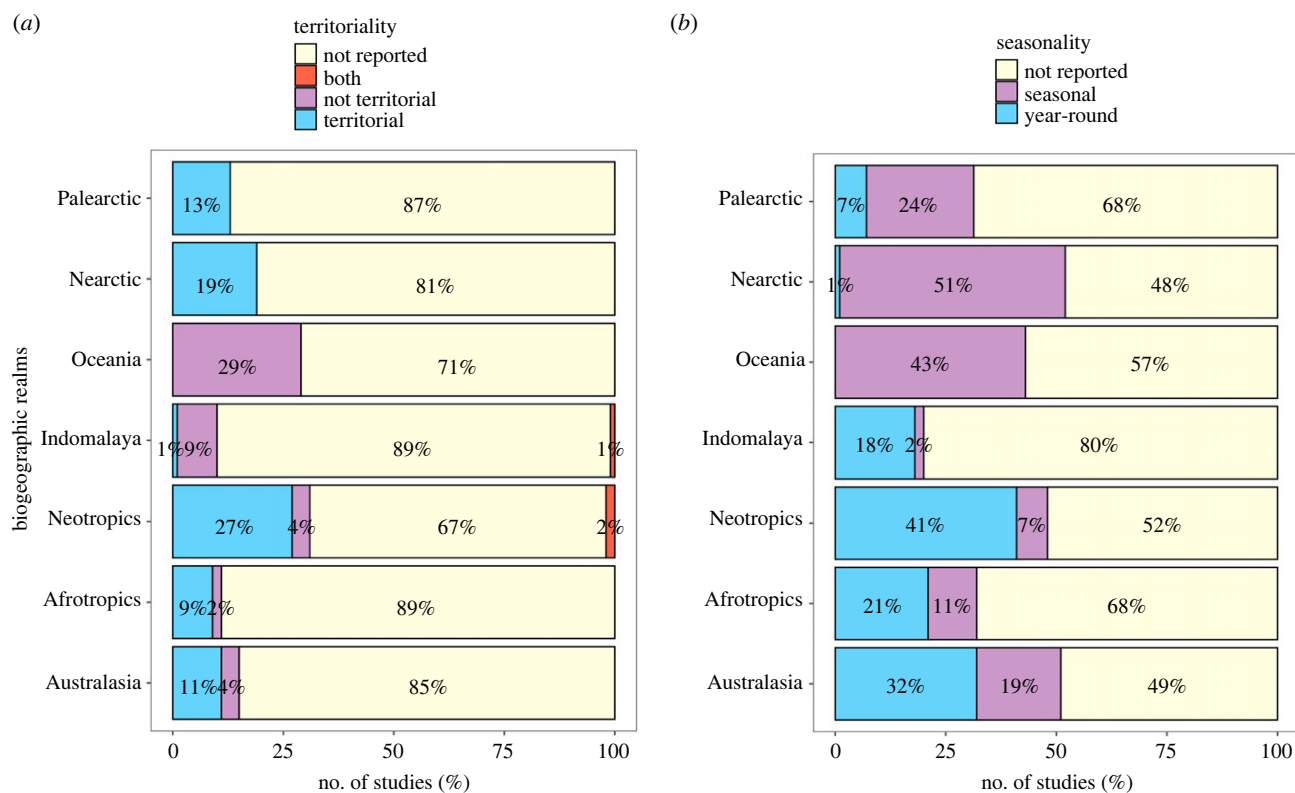 (a)
territoriality
not reported
both
not territorial
territorial
biogeographic realms
Palearctic
13%
87%
Nearctic
19%
81%
Oceania
29%
71%
Indomalaya
1%
9%
89%
1%
Neotropics
27%
4%
67%
2%
Afrotropics
9%
2%
89%
Australasia
11%
4%
85%
0
25
50
75
100
no. of studies (%)
(b)
seasonality
not reported
seasonal
year-round
Palearctic
7%
24%
68%
Nearctic
1%
51%
48%
Oceania
43%
57%
Indomalaya
18%
2%
80%
Neotropics
41%
7%
52%
Afrotropics
21%
11%
68%
Australasia
32%
19%
49%
0
25
50
75
100
no. of studies (%)